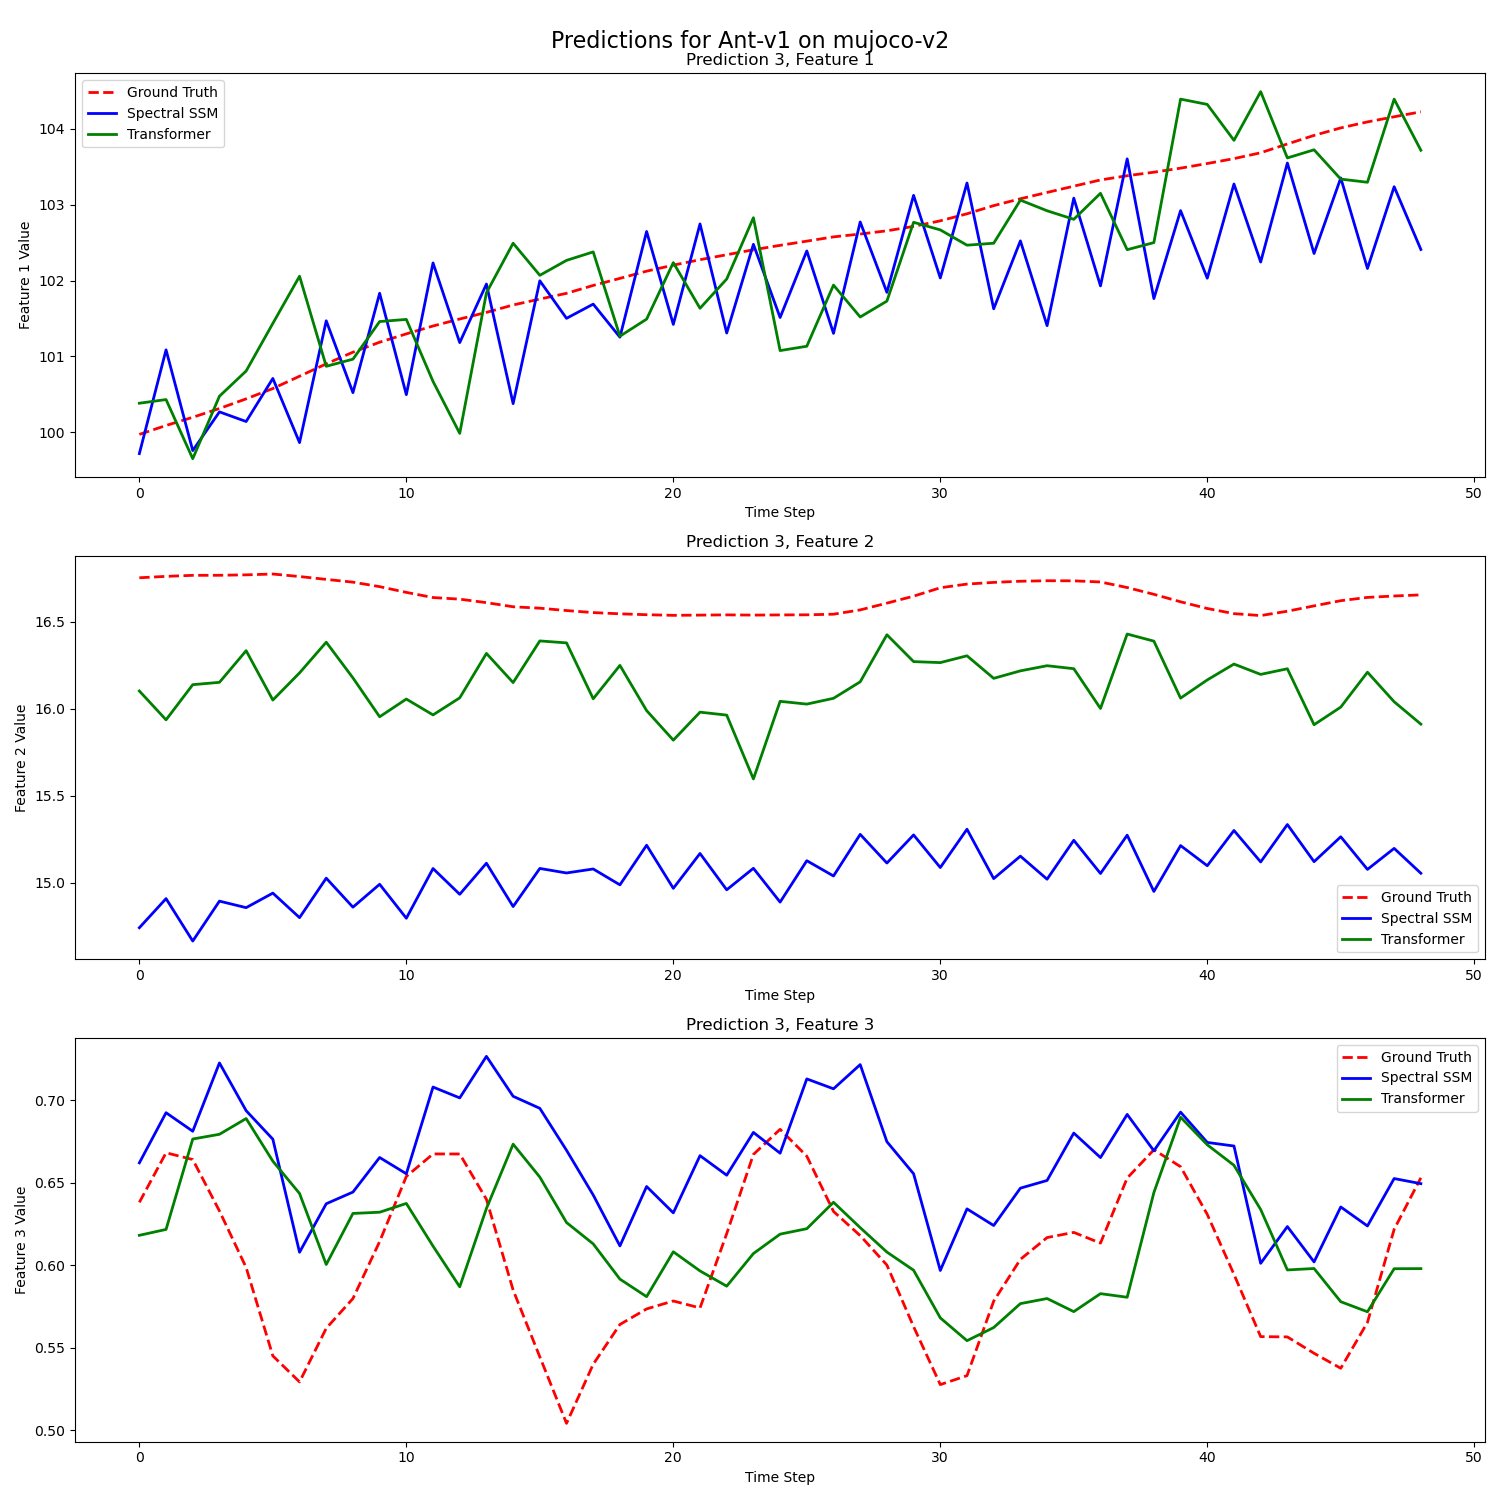 Predictions for Ant-v1 on mujoco-v2
Prediction 3, Feature 1
Ground Truth
Spectral SSM
Transformer
Feature 1 Value
104
103
102
101
100
0 10 20 30 40 50
Time Step
Prediction 3, Feature 2
Feature 2 Value
16.5
16.0
15.5
15.0
Ground Truth
Spectral SSM
Transformer
0 10 20 30 40 50
Time Step
Prediction 3, Feature 3
Ground Truth
Spectral SSM
Transformer
Feature 3 Value
0.70
0.65
0.60
0.55
0.50
0 10 20 30 40 50
Time Step